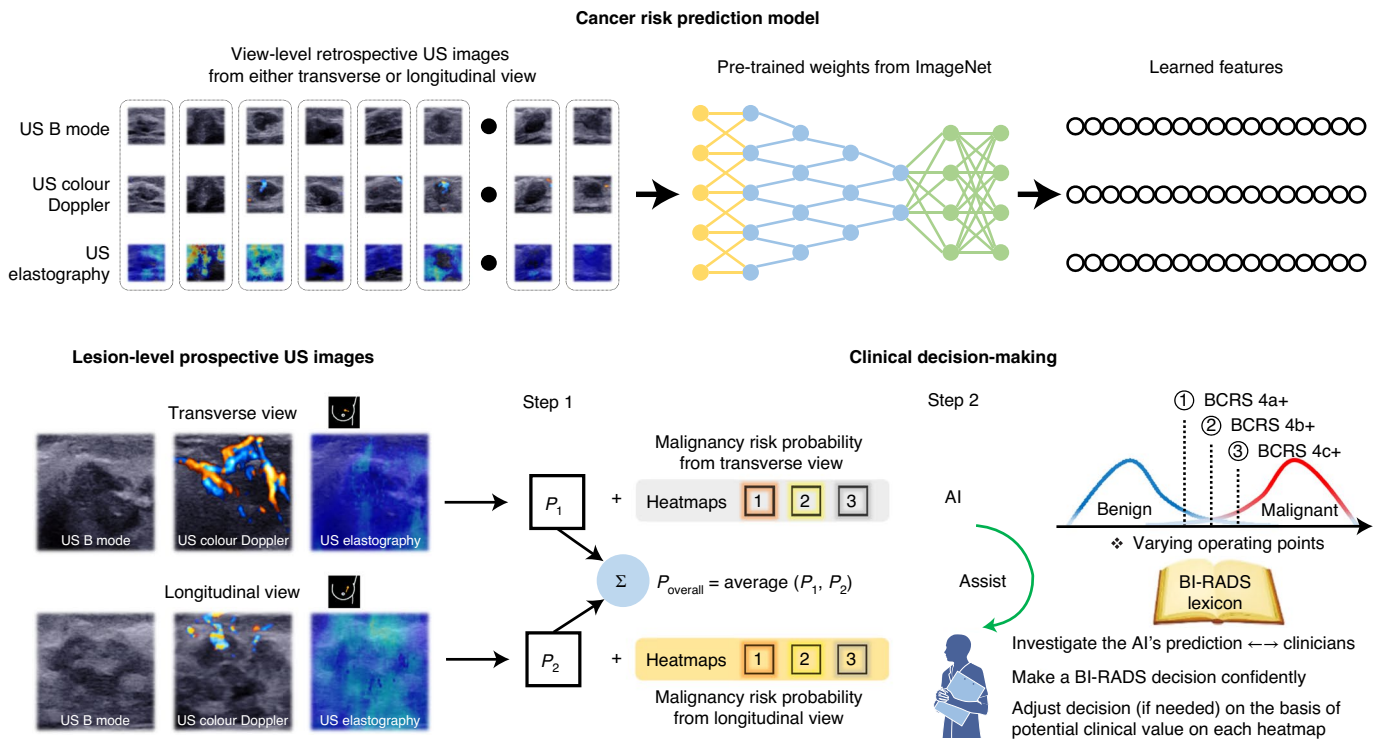 Cancer risk prediction model
View-level retrospective US images
from either transverse or longitudinal view
Pre-trained weights from ImageNet
Learned features
US B mode
US colour
Doppler
US
elastography
Lesion-level prospective US images
Clinical decision-making
Transverse view
US B mode
US colour Doppler
US elastography
Longitudinal view
US B mode
US colour Doppler
US elastography
Step 1
Malignancy risk probability
from transverse view
P1
+
Heatmaps
1
2
3
Σ
Poverall = average (P1, P2)
P2
+
Heatmaps
1
2
3
Malignancy risk probability
from longitudinal view
Step 2
AI
Assist
① BCRS 4a+
② BCRS 4b+
③ BCRS 4c+
Benign
Malignant
❖ Varying operating points
BI-RADS
lexicon
Investigate the AI's prediction ←→ clinicians
Make a BI-RADS decision confidently
Adjust decision (if needed) on the basis of
potential clinical value on each heatmap